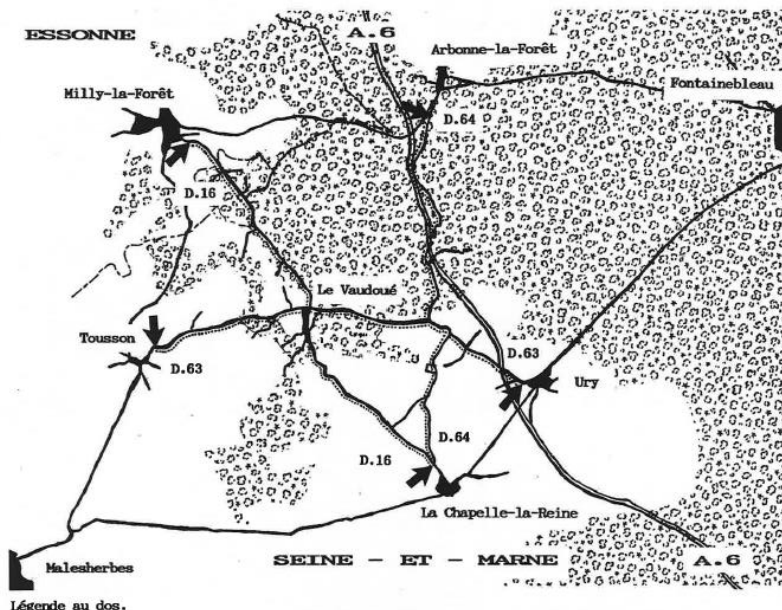 ESSONNE
A.6
Arbonne-la-Forêt
Milly-la-Forêt
Fontainebleau
D.64
D.16
Le Vaudoué
Tousson
D.63
D.63
Ury
D.64
D.16
La Chapelle-la-Reine
SEINE - ET - MARNE
A.6
Malesherbes
Légende au dos.